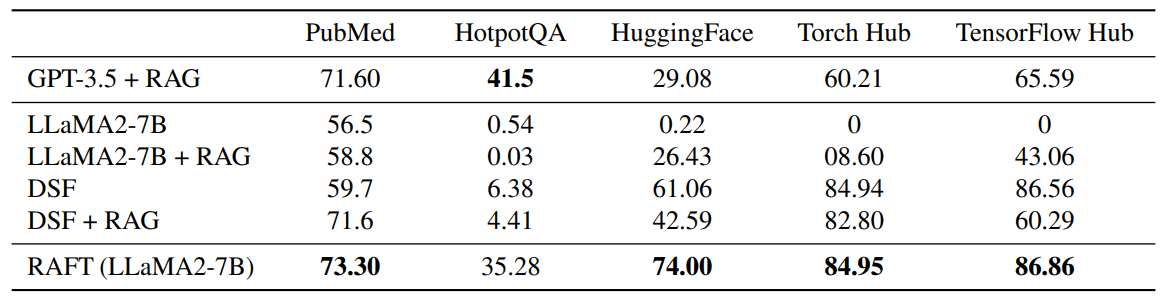 PubMed HotpotQA HuggingFace Torch Hub TensorFlow Hub
GPT-3.5 + RAG 71.60 41.5 29.08 60.21 65.59
LLaMA2-7B 56.5 0.54 0.22 0 0
LLaMA2-7B + RAG 58.8 0.03 26.43 08.60 43.06
DSF 59.7 6.38 61.06 84.94 86.56
DSF + RAG 71.6 4.41 42.59 82.80 60.29
RAFT (LLaMA2-7B) 73.30 35.28 74.00 84.95 86.86